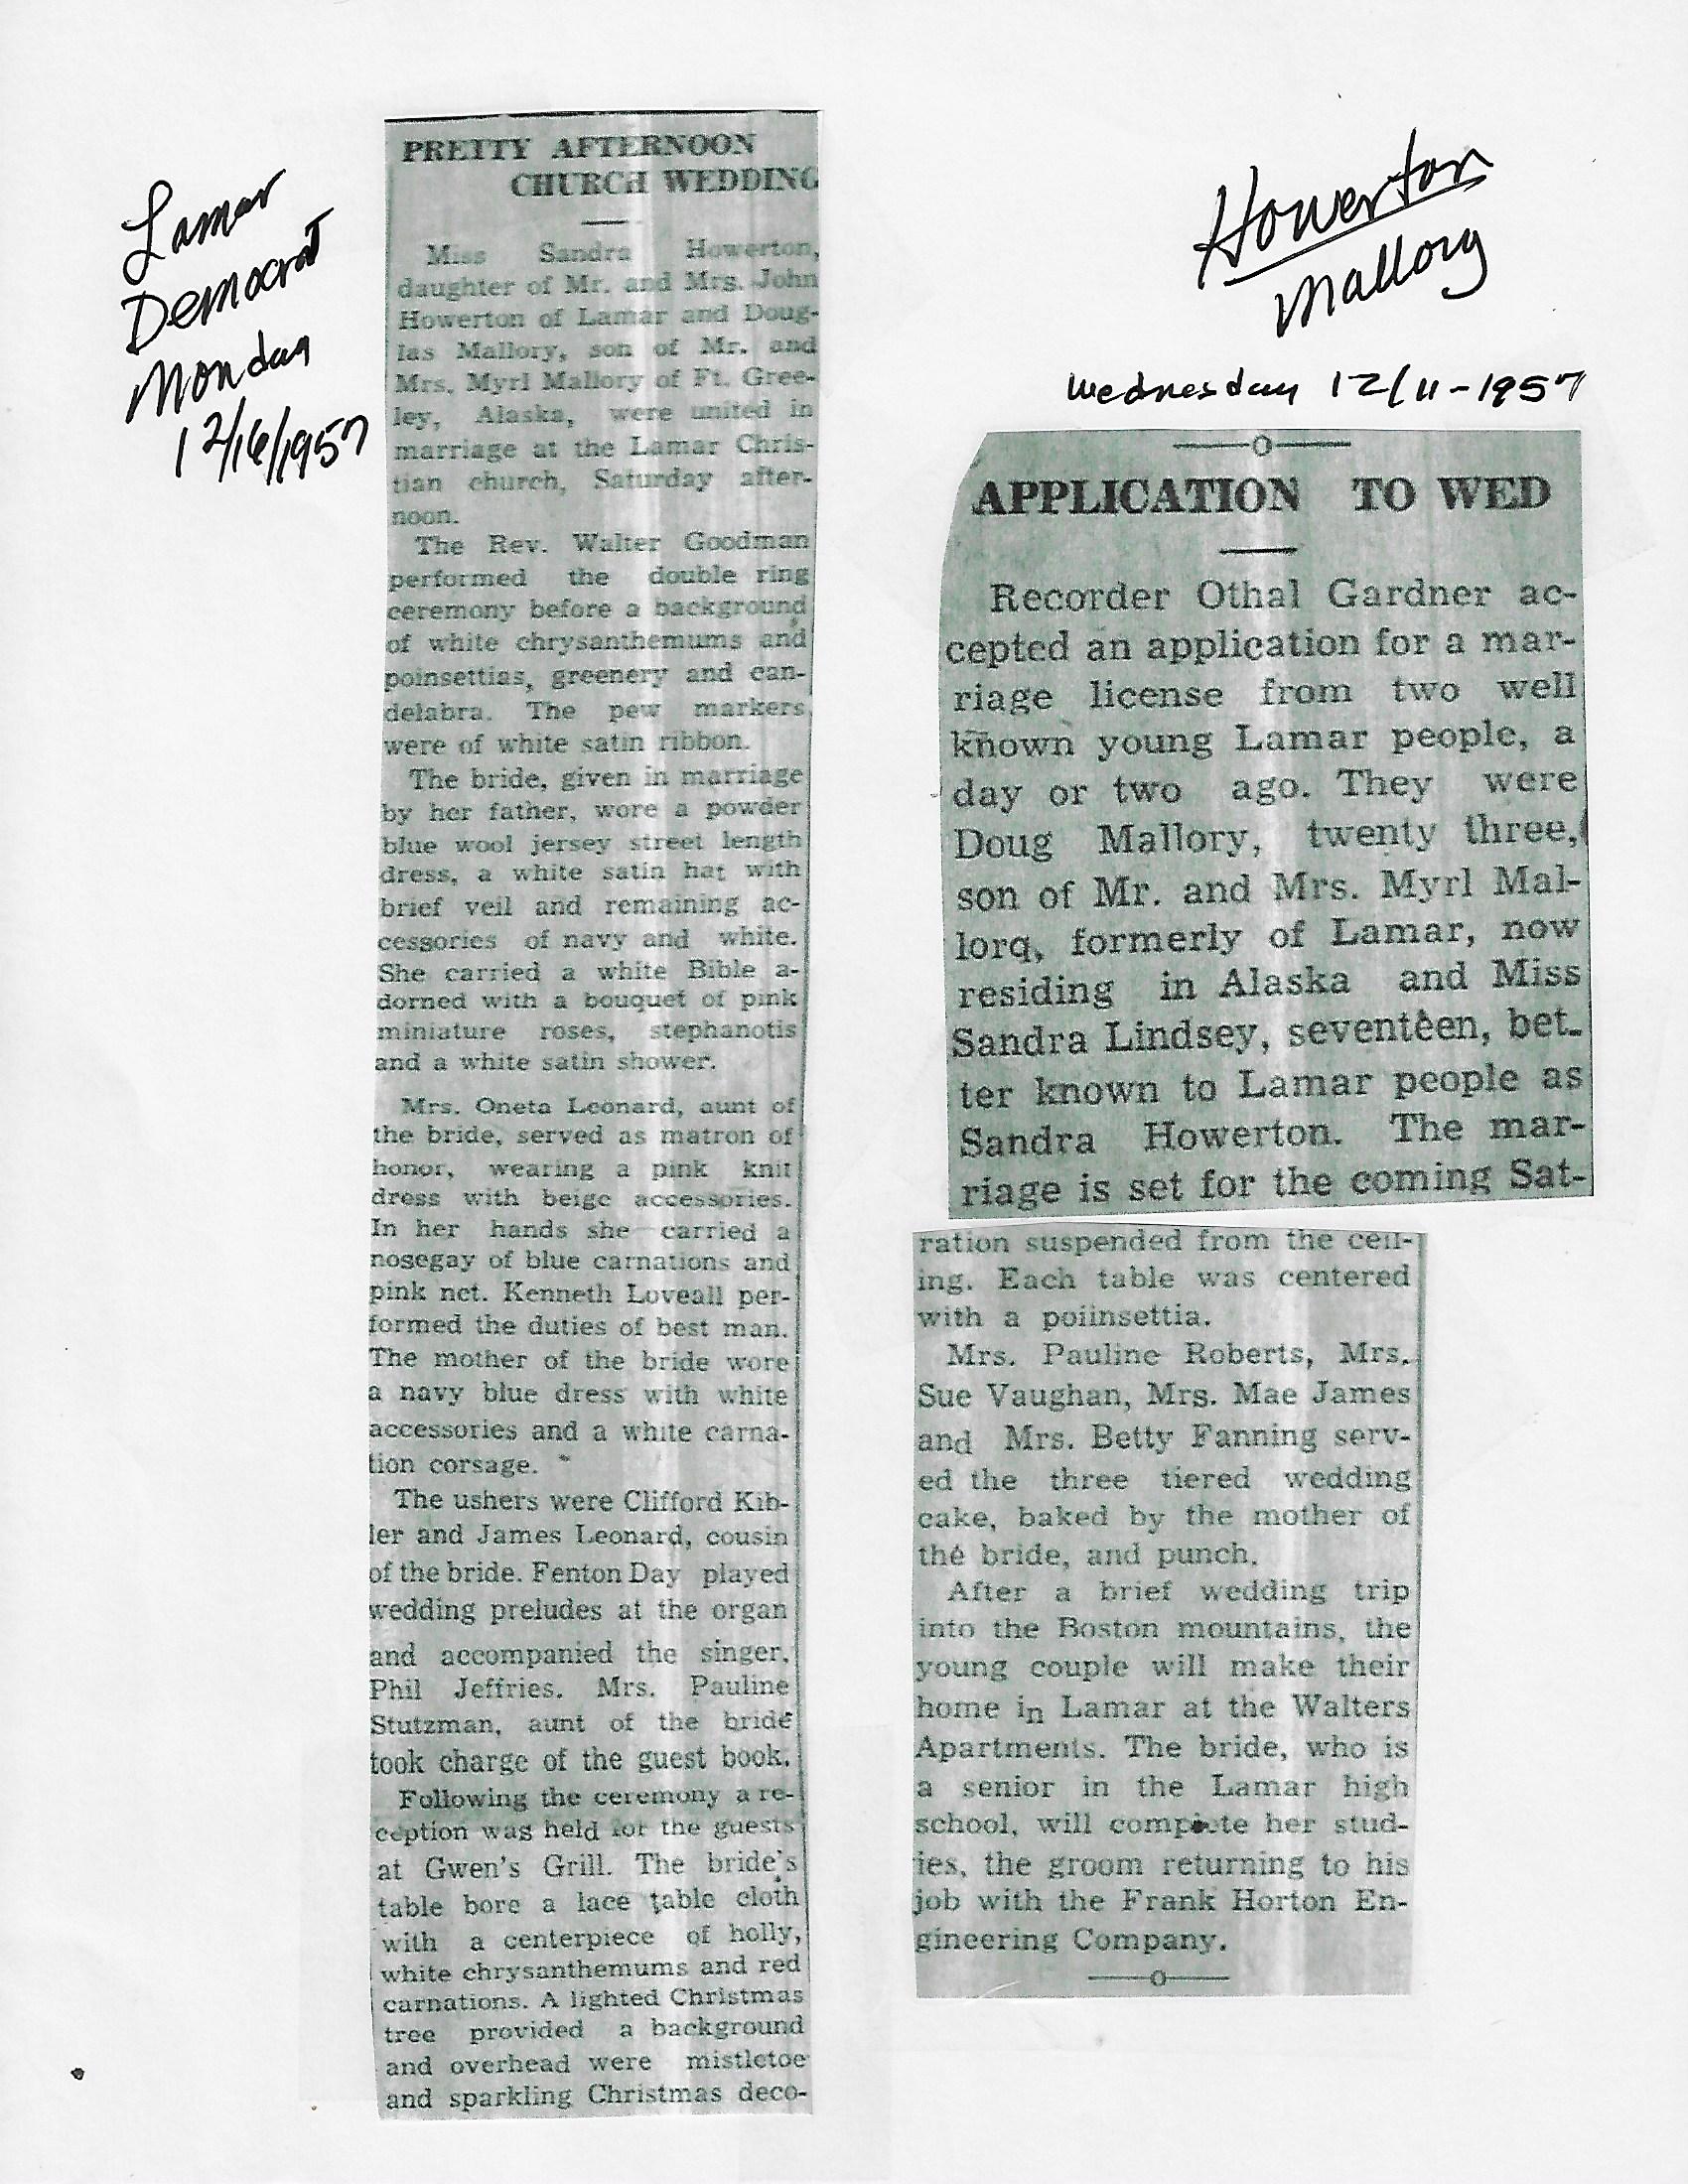 Lamar
Democrat
Monday
12/16/1957
PRETTY AFTERNOON
CHURCH WEDDING
Miss Sandra Howerton,
daughter of Mr. and Mrs. John
Howerton of Lamar and Doug-
las Mallory, son of Mr. and
Mrs. Myrl Mallory of Ft. Gree-
ley, Alaska, were united in
marriage at the Lamar Chris-
tian church, Saturday after-
noon.
The Rev. Walter Goodman
performed the double ring
ceremony before a background
of white chrysanthemums and
poinsettias, greenery and can-
delabra. The pew markers
were of white satin ribbon.
The bride, given in marriage
by her father, wore a powder
blue wool jersey street length
dress, a white satin hat with
brief veil and remaining ac-
cessories of navy and white.
She carried a white Bible a-
dorned with a bouquet of pink
miniature roses, stephanotis
and a white satin shower.
Mrs. Oneta Leonard, aunt of
the bride, served as matron of
honor, wearing a pink knit
dress with beige accessories.
In her hands she carried a
nosegay of blue carnations and
pink net. Kenneth Loveall per-
formed the duties of best man.
The mother of the bride wore
a navy blue dress with white
accessories and a white carna-
tion corsage.
The ushers were Clifford Kib-
ler and James Leonard, cousin
of the bride. Fenton Day played
wedding preludes at the organ
and accompanied the singer,
Phil Jeffries. Mrs. Pauline
Stutzman, aunt of the bride
took charge of the guest book.
Following the ceremony a re-
ception was held for the guests
at Gwen's Grill. The bride's
table bore a lace table cloth
with a centerpiece of holly,
white chrysanthemums and red
carnations. A lighted Christmas
tree provided a background
and overhead were mistletoe
and sparkling Christmas deco-
ration suspended from the ceil-
ing. Each table was centered
with a poiinsettia.
Mrs. Pauline Roberts, Mrs.
Sue Vaughan, Mrs. Mae James
and Mrs. Betty Fanning serv-
ed the three tiered wedding
cake, baked by the mother of
the bride, and punch.
After a brief wedding trip
into the Boston mountains, the
young couple will make their
home in Lamar at the Walters
Apartments. The bride, who is
a senior in the Lamar high
school, will complete her stud-
ies, the groom returning to his
job with the Frank Horton En-
gineering Company.
Howerton
Mallory
Wednesday 12/11-1957
APPLICATION TO WED
Recorder Othal Gardner ac-
cepted an application for a mar-
riage license from two well
known young Lamar people, a
day or two ago. They were
Doug Mallory, twenty three,
son of Mr. and Mrs. Myrl Mal-
lorq, formerly of Lamar, now
residing in Alaska and Miss
Sandra Lindsey, seventeen, bet-
ter known to Lamar people as
Sandra Howerton. The mar-
riage is set for the coming Sat-